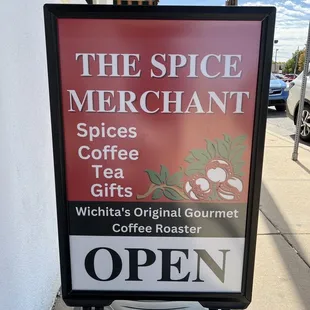 THE SPICE
MERCHANT
Spices
Coffee
Tea
Gifts
Wichita's Original Gourmet
Coffee Roaster
OPEN